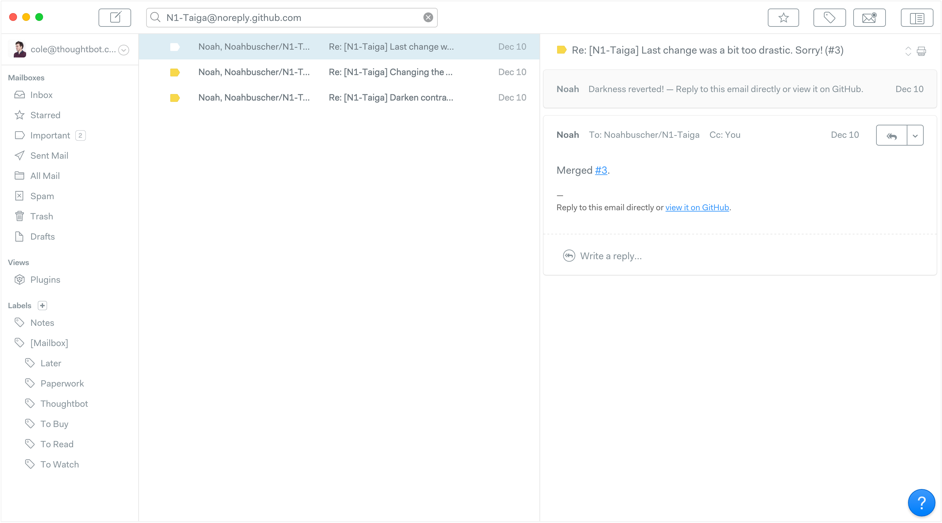 N1-Taiga@noreply.github.com
cole@thoughtbot.c...
Mailboxes
Inbox
Starred
Important 2
Sent Mail
All Mail
Spam
Trash
Drafts
Views
Plugins
Labels
Notes
[Mailbox]
Later
Paperwork
Thoughtbot
To Buy
To Read
To Watch
Noah, Noahbuscher/N1-T... Re: [N1-Taiga] Last change w... Dec 10
Noah, Noahbuscher/N1-T... Re: [N1-Taiga] Changing the ... Dec 10
Noah, Noahbuscher/N1-T... Re: [N1-Taiga] Darken contra... Dec 10
Re: [N1-Taiga] Last change was a bit too drastic. Sorry! (#3)
Noah Darkness reverted! — Reply to this email directly or view it on GitHub. Dec 10
Noah To: Noahbuscher/N1-Taiga Cc: You Dec 10
Merged #3.
—
Reply to this email directly or view it on GitHub.
Write a reply...
?